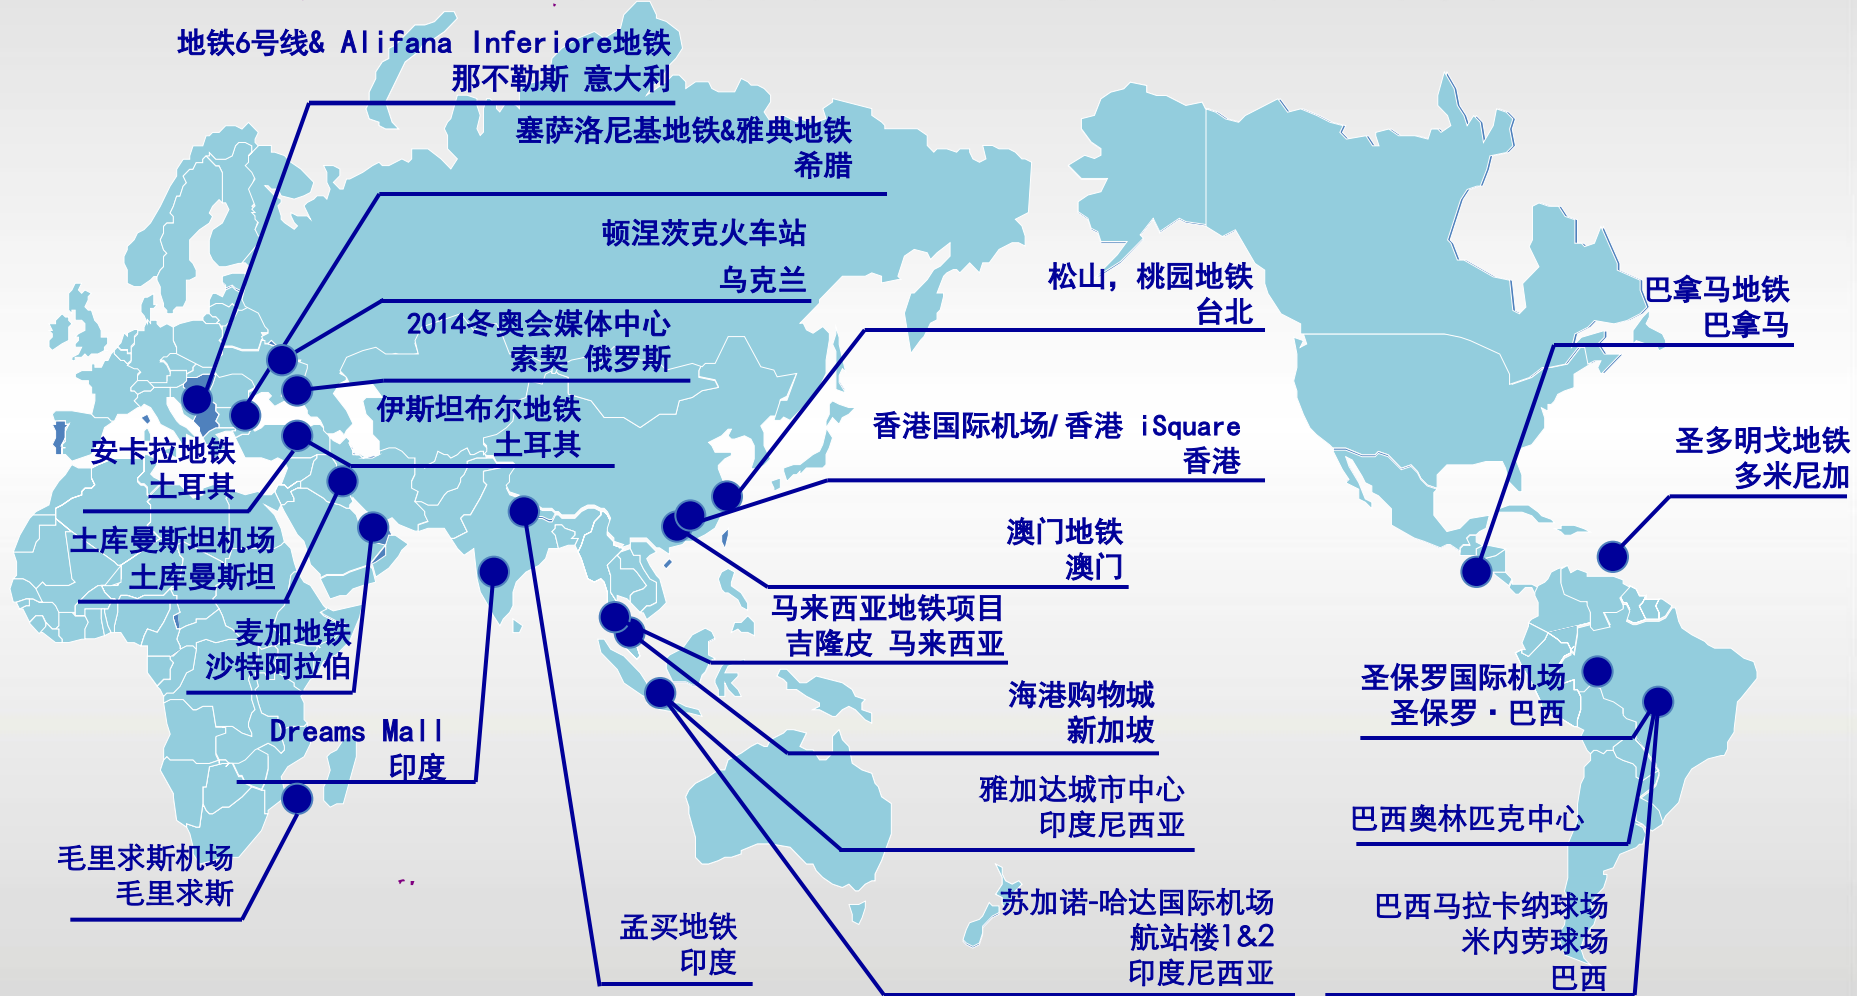 地铁6号线& Alifana Inferiore地铁
那不勒斯 意大利
塞萨洛尼基地铁&雅典地铁
希腊
顿涅茨克火车站
乌克兰
2014冬奥会媒体中心
索契 俄罗斯
伊斯坦布尔地铁
土耳其
安卡拉地铁
土耳其
土库曼斯坦机场
土库曼斯坦
麦加地铁
沙特阿拉伯
Dreams Mall
印度
毛里求斯机场
毛里求斯
孟买地铁
印度
松山，桃园地铁
台北
香港国际机场/香港 iSquare
香港
澳门地铁
澳门
马来西亚地铁项目
吉隆皮 马来西亚
海港购物城
新加坡
雅加达城市中心
印度尼西亚
苏加诺-哈达国际机场
航站楼1&2
印度尼西亚
巴拿马地铁
巴拿马
圣多明戈地铁
多米尼加
圣保罗国际机场
圣保罗·巴西
巴西奥林匹克中心
巴西马拉卡纳球场
米内劳球场
巴西